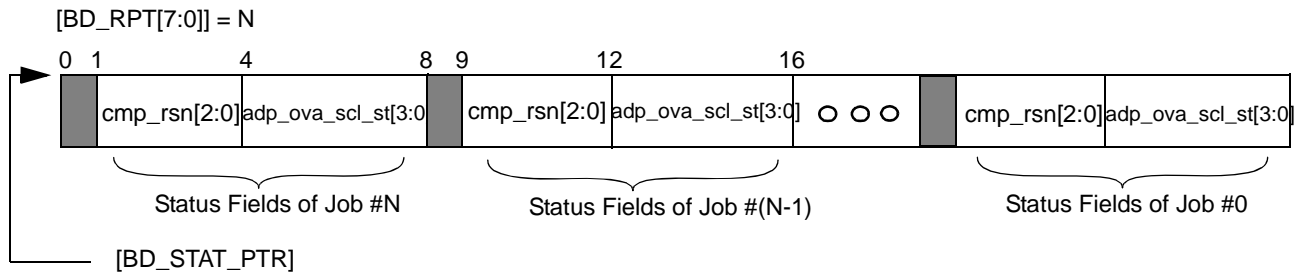 [BD_RPT[7:0]] = N
0 1 4 8 9 12 16
cmp_rsn[2:0] adp_ova_scl_st[3:0 cmp_rsn[2:0] adp_ova_scl_st[3:0] cmp_rsn[2:0] adp_ova_scl_st[3:0]
Status Fields of Job #N Status Fields of Job #(N-1) Status Fields of Job #0
[BD_STAT_PTR]